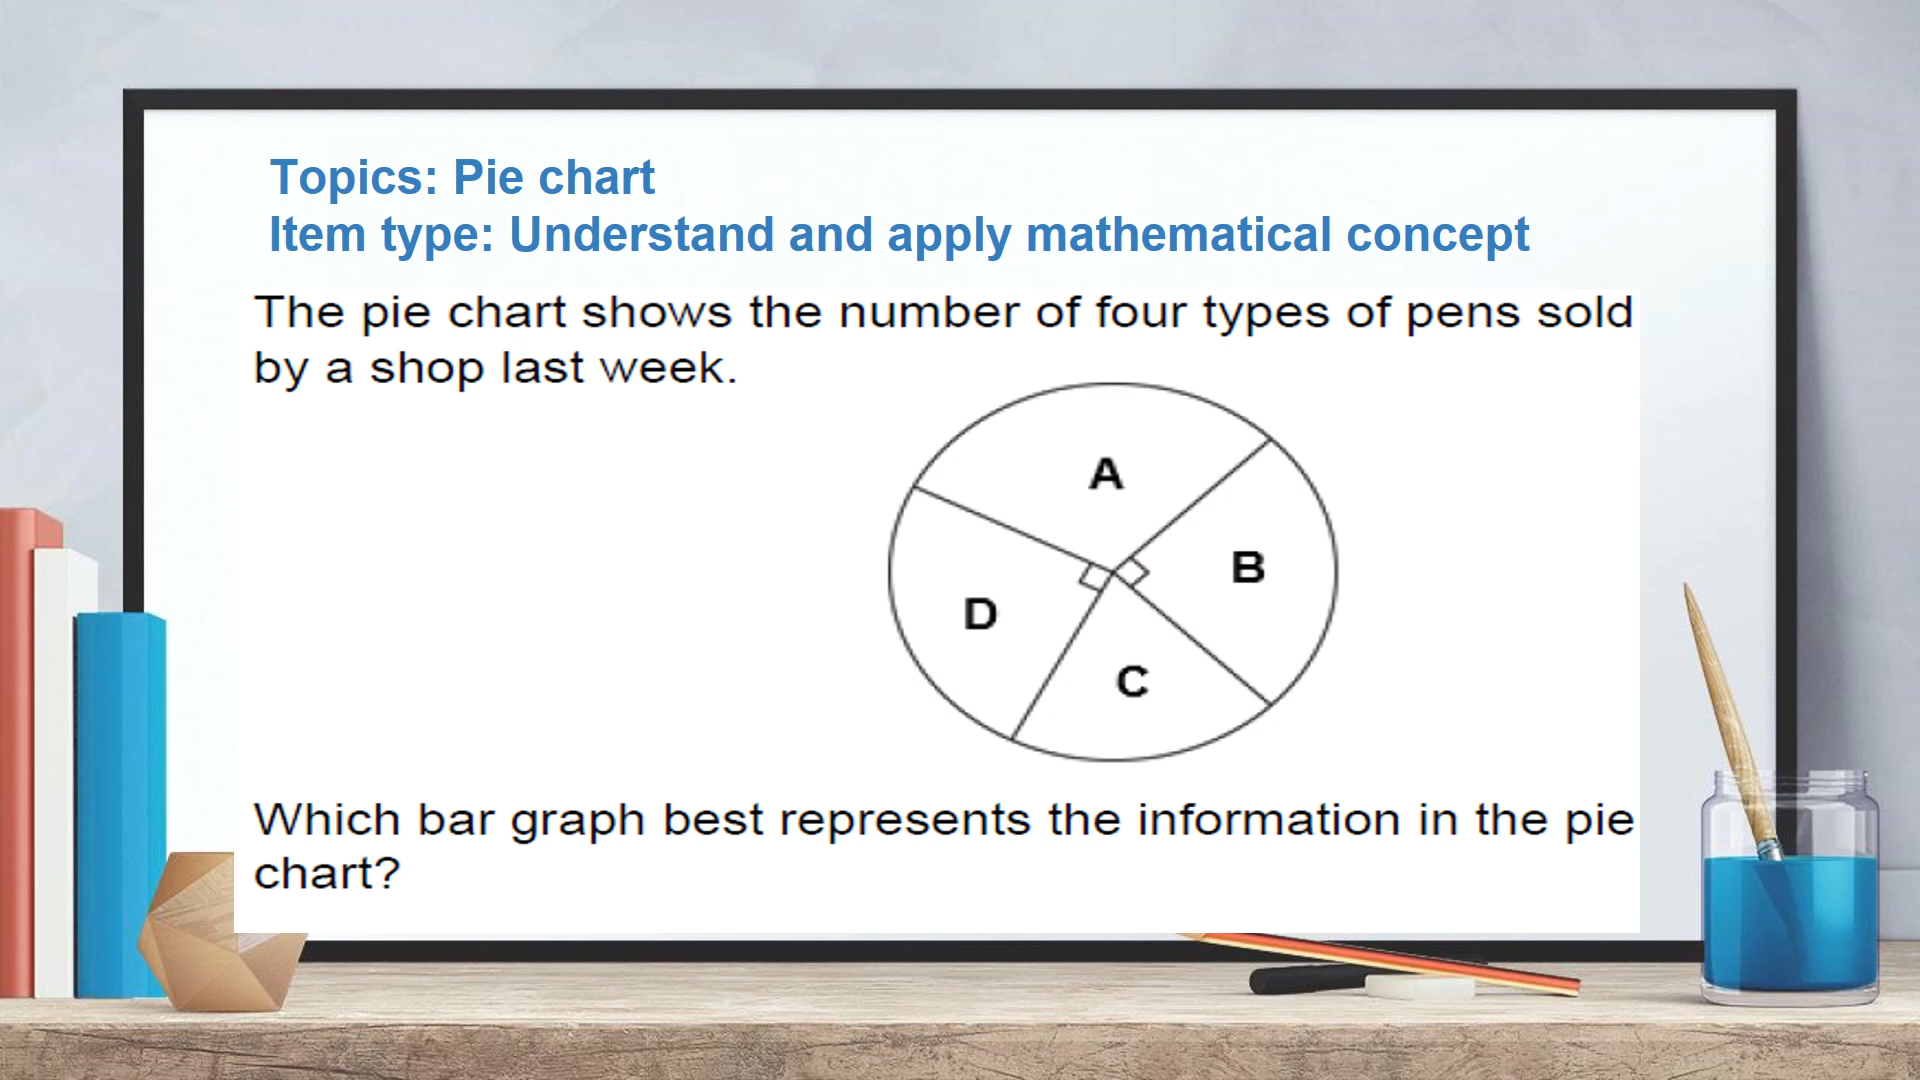 Topics: Pie chart
Item type: Understand and apply mathematical concept
The pie chart shows the number of four types of pens sold
by a shop last week.
A
B
D
C
Which bar graph best represents the information in the pie
chart?